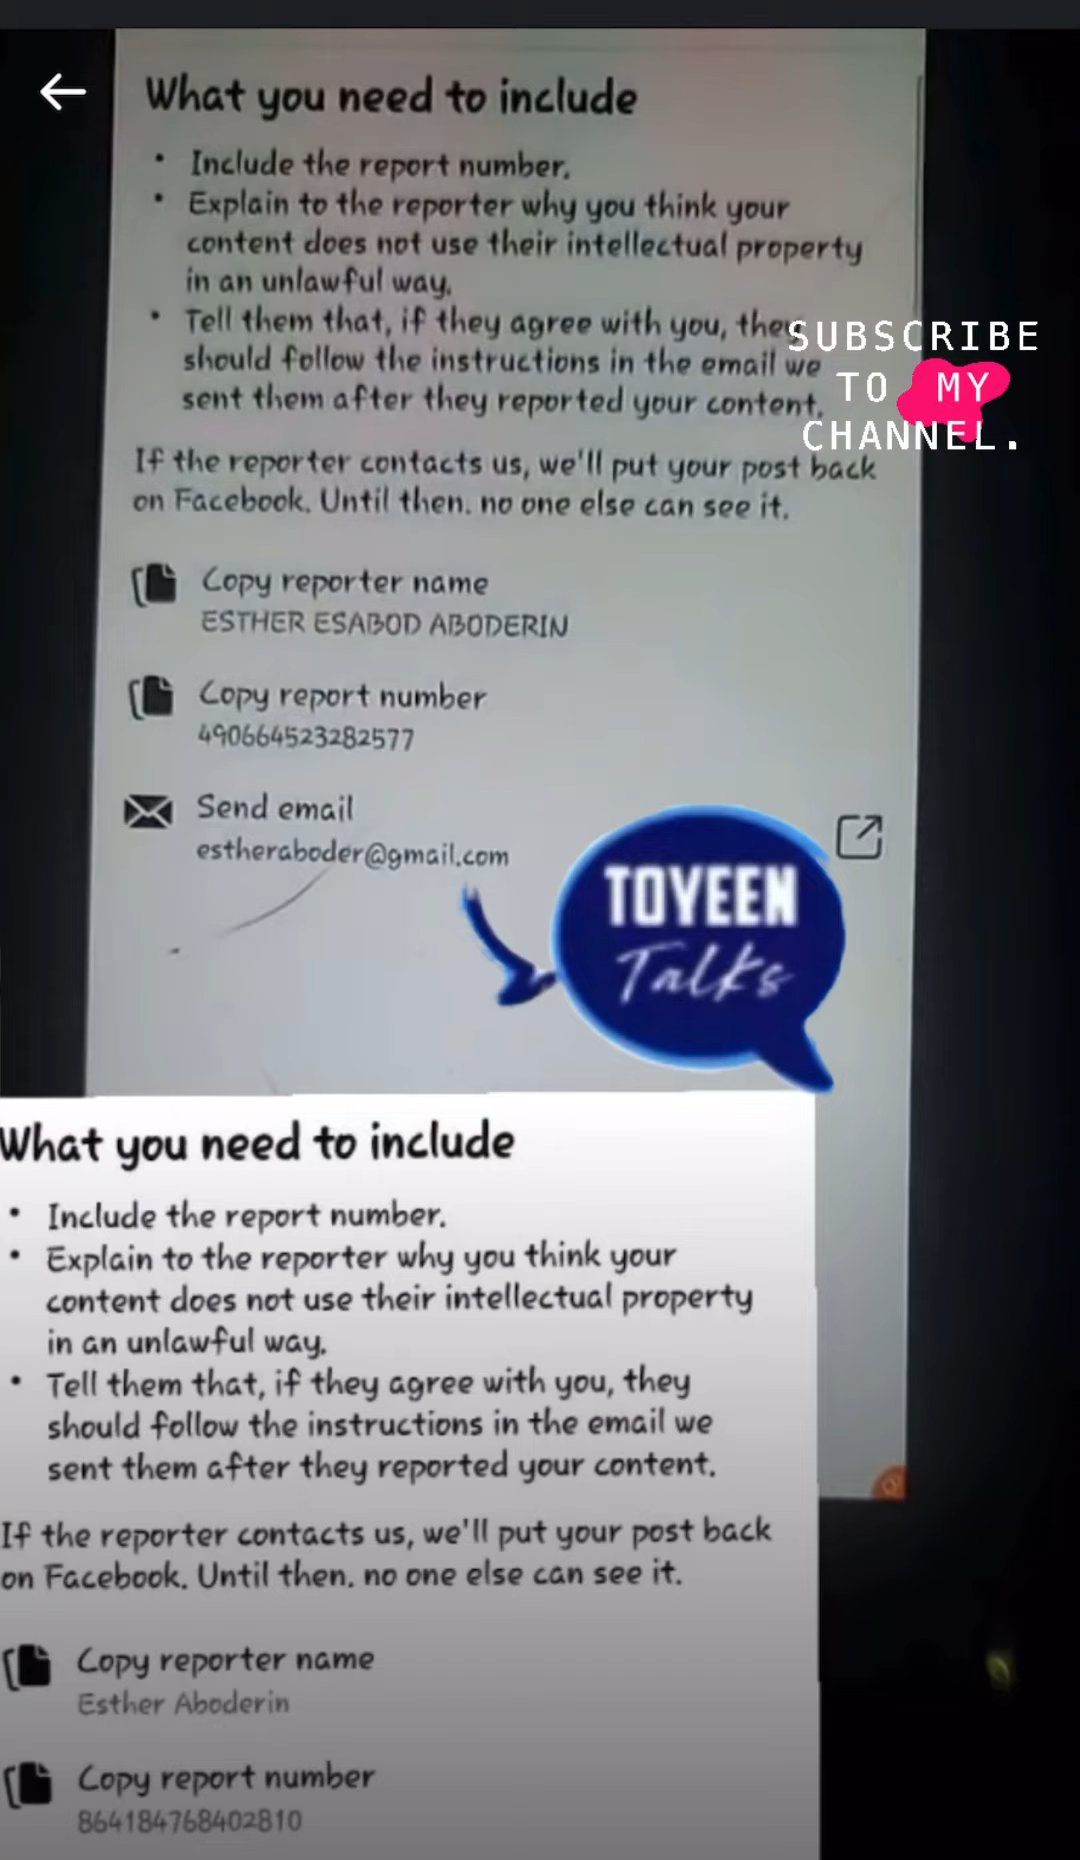 What you need to include
• Include the report number.
• Explain to the reporter why you think your
content does not use their intellectual property
in an unlawful way.
• Tell them that, if they agree with you, they
should follow the instructions in the email we
sent them after they reported your content.
SUBSCRIBE
TO MY
CHANNEL.
If the reporter contacts us, we'll put your post back
on Facebook. Until then. no one else can see it.
Copy reporter name
ESTHER ESABOD ABODERIN
Copy report number
490664523282577
Send email
estheraboder@gmail.com
TOYEEN
Talks
What you need to include
• Include the report number.
• Explain to the reporter why you think your
content does not use their intellectual property
in an unlawful way.
• Tell them that, if they agree with you, they
should follow the instructions in the email we
sent them after they reported your content.
If the reporter contacts us, we'll put your post back
on Facebook. Until then. no one else can see it.
Copy reporter name
Esther Aboderin
Copy report number
864184768402810